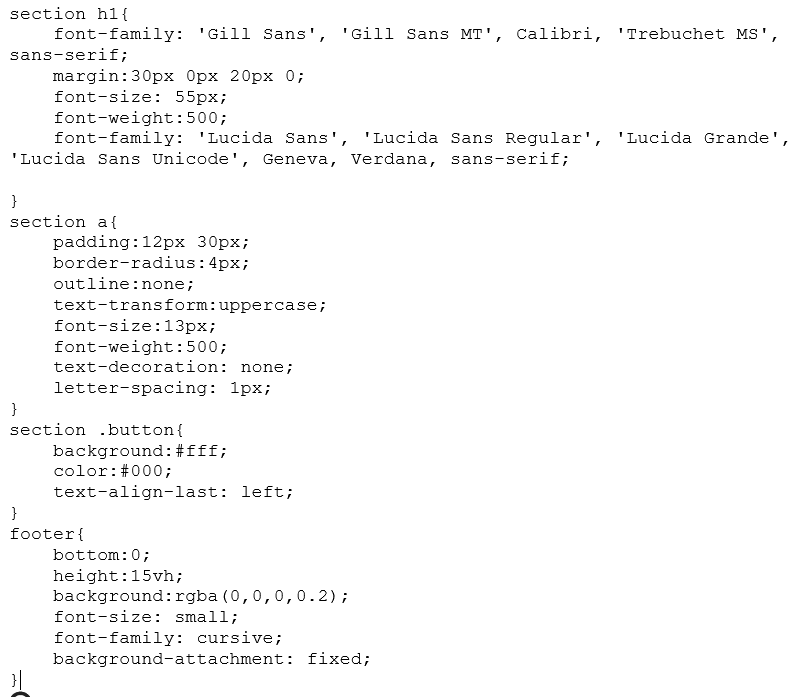 section h1{
    font-family: 'Gill Sans', 'Gill Sans MT', Calibri, 'Trebuchet MS',
sans-serif;
    margin:30px 0px 20px 0;
    font-size: 55px;
    font-weight:500;
    font-family: 'Lucida Sans', 'Lucida Sans Regular', 'Lucida Grande',
'Lucida Sans Unicode', Geneva, Verdana, sans-serif;

}
section a{
    padding:12px 30px;
    border-radius:4px;
    outline:none;
    text-transform:uppercase;
    font-size:13px;
    font-weight:500;
    text-decoration: none;
    letter-spacing: 1px;
}
section .button{
    background:#fff;
    color:#000;
    text-align-last: left;
}
footer{
    bottom:0;
    height:15vh;
    background:rgba(0,0,0,0.2);
    font-size: small;
    font-family: cursive;
    background-attachment: fixed;
}